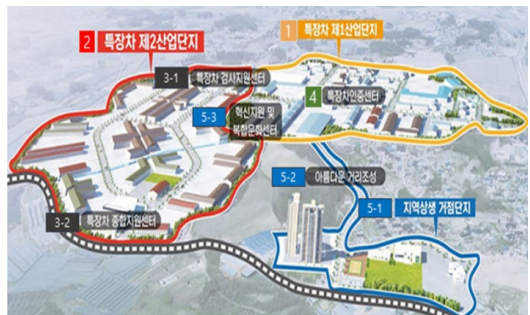 2 특장차 제2산업단지
1 특장차 제1산업단지
3-1 특장차 검사지원센터
4 특장차인증센터
5-3 혁신지원 및
복합문화센터
5-2 아름다운 거리조성
5-1 지역상생 거점단지
3-2 특장차 종합지원센터